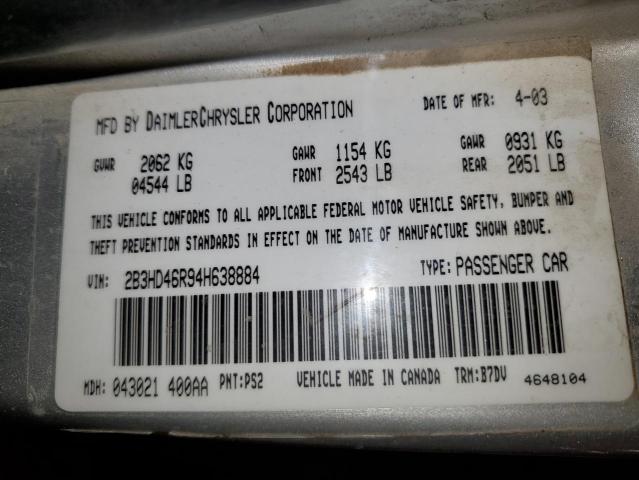 MFD BY DAIMLERCHRYSLER CORPORATION DATE OF MFR: 4-03
GVWR 2062 KG GAWR 1154 KG GAWR 0931 KG
04544 LB FRONT 2543 LB REAR 2051 LB
THIS VEHICLE CONFORMS TO ALL APPLICABLE FEDERAL MOTOR VEHICLE SAFETY, BUMPER AND
THEFT PREVENTION STANDARDS IN EFFECT ON THE DATE OF MANUFACTURE SHOWN ABOVE.
VIN: 2B3HD46R94H638884 TYPE: PASSENGER CAR
MDH: 043021 400AA PNT:PS2 VEHICLE MADE IN CANADA TRM:B7DV 4648104